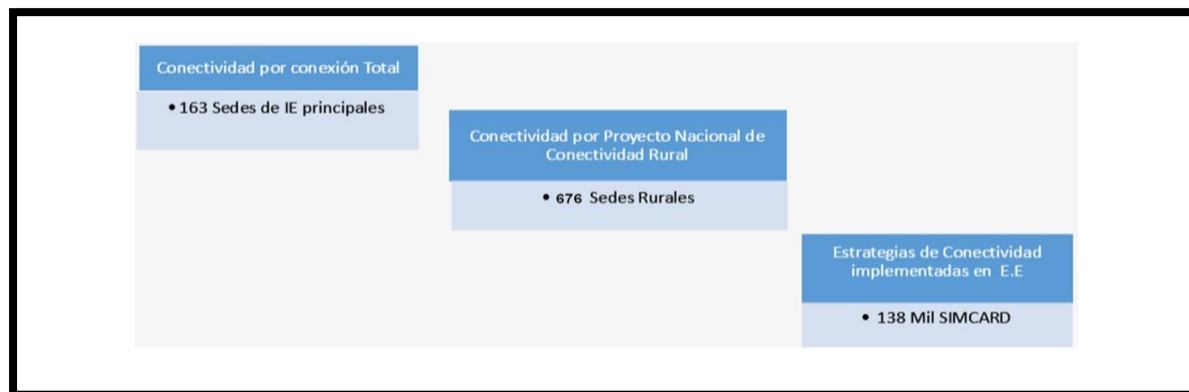 Conectividad por conexión Total
• 163 Sedes de IE principales
Conectividad por Proyecto Nacional de
Conectividad Rural
• 676 Sedes Rurales
Estrategias de Conectividad
implementadas en E.E
• 138 Mil SIMCARD